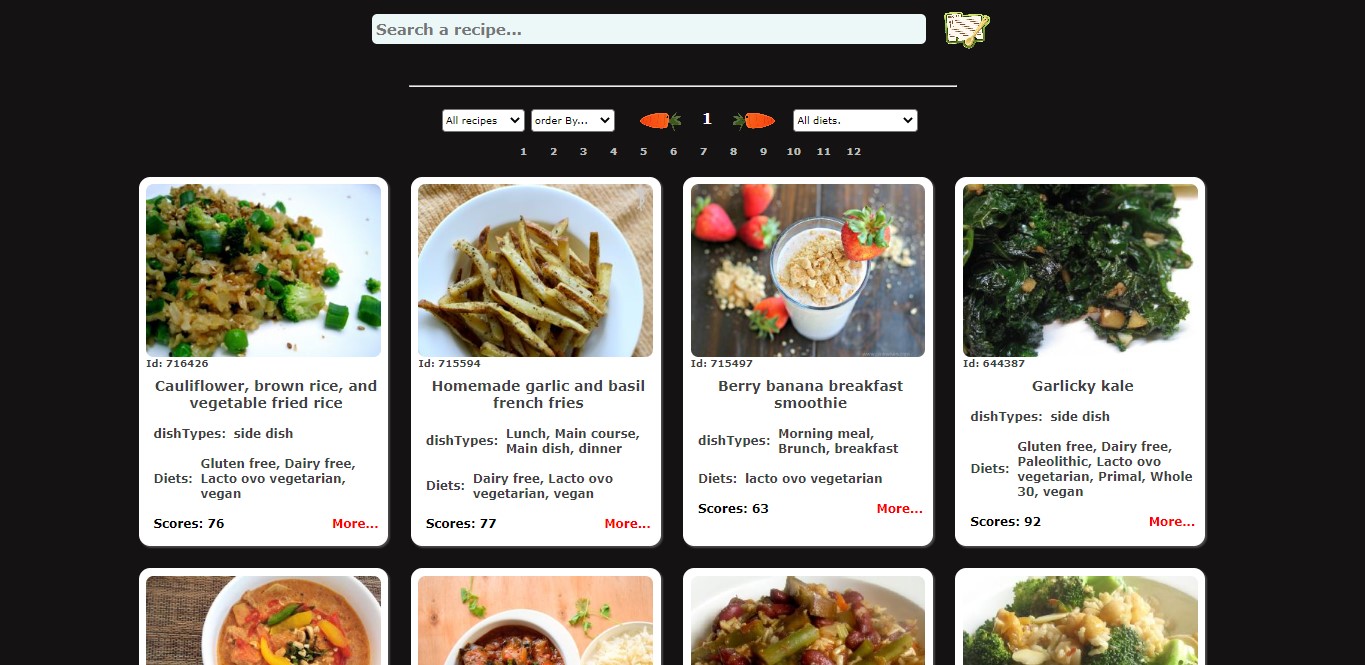 Search a recipe...
All recipes
order By...
1
All diets.
1 2 3 4 5 6 7 8 9 10 11 12
Id: 716426
Cauliflower, brown rice, and
vegetable fried rice
dishTypes: side dish
Diets: Gluten free, Dairy free,
Lacto ovo vegetarian,
vegan
Scores: 76 More...
Id: 715594
Homemade garlic and basil
french fries
dishTypes: Lunch, Main course,
Main dish, dinner
Diets: Dairy free, Lacto ovo
vegetarian, vegan
Scores: 77 More...
Id: 715497
Berry banana breakfast
smoothie
dishTypes: Morning meal,
Brunch, breakfast
Diets: lacto ovo vegetarian
Scores: 63 More...
Id: 644387
Garlicky kale
dishTypes: side dish
Diets: Gluten free, Dairy free,
Paleolithic, Lacto ovo
vegetarian, Primal, Whole
30, vegan
Scores: 92 More...